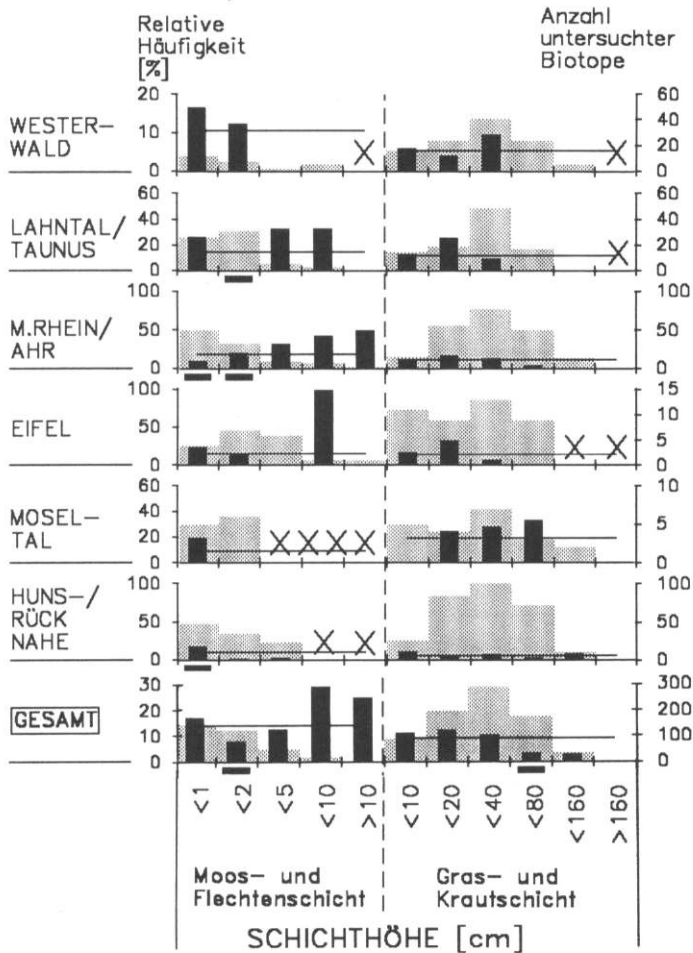 Relative
Häufigkeit
[%]
Anzahl
untersuchter
Biotope
WESTER–
WALD
20
10
0
60
40
20
0
LAHNTAL/
TAUNUS
60
40
20
0
60
40
20
0
M.RHEIN/
AHR
100
50
0
100
50
0
EIFEL
100
50
0
15
10
5
0
MOSEL–
TAL
60
40
20
0
10
5
0
HUNS–/
RÜCK
NAHE
100
50
0
100
50
0
GESAMT
30
20
10
0
300
200
100
0
<1
<2
<5
<10
>10
<10
<20
<40
<80
<160
>160
Moos– und
Flechtenschicht
Gras– und
Krautschicht
SCHICHTHÖHE [cm]